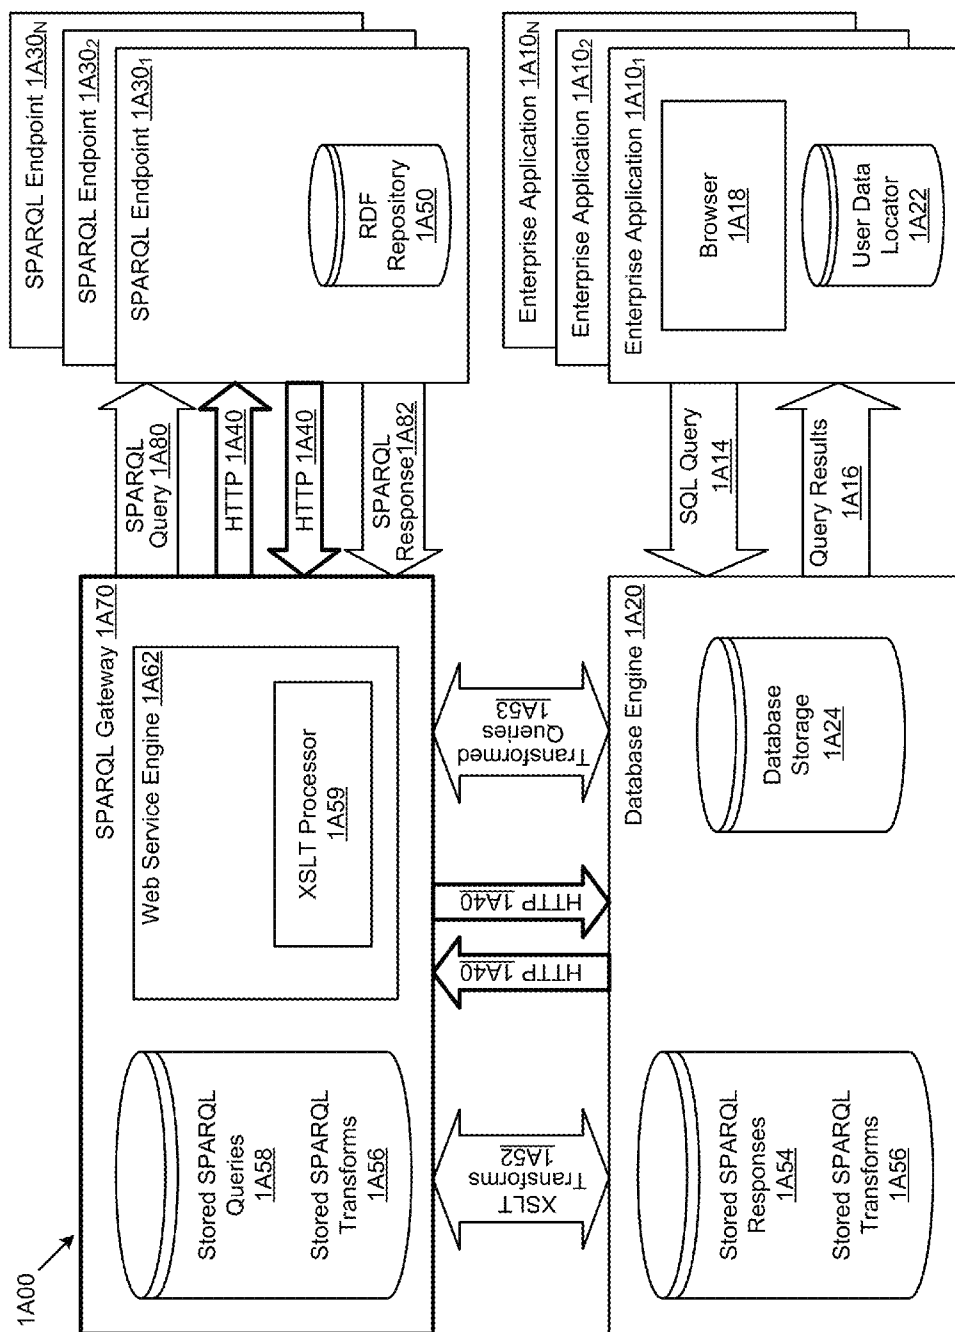 1A00
SPARQL Gateway 1A70
Stored SPARQL
Queries
1A58
Stored SPARQL
Transforms
1A56
Web Service Engine 1A62
XSLT Processor
1A59
SPARQL
Query 1A80
HTTP 1A40
HTTP 1A40
SPARQL
Response1A82
SPARQL Endpoint 1A30N
SPARQL Endpoint 1A302
SPARQL Endpoint 1A301
RDF
Repository
1A50
XSLT
Transforms
1A52
HTTP 1A40
HTTP 1A40
Transformed
Queries
1A53
Database Engine 1A20
Stored SPARQL
Responses
1A54
Stored SPARQL
Transforms
1A56
Database
Storage
1A24
SQL Query
1A14
Query Results
1A16
Enterprise Application 1A10N
Enterprise Application 1A102
Enterprise Application 1A101
Browser
1A18
User Data
Locator
1A22